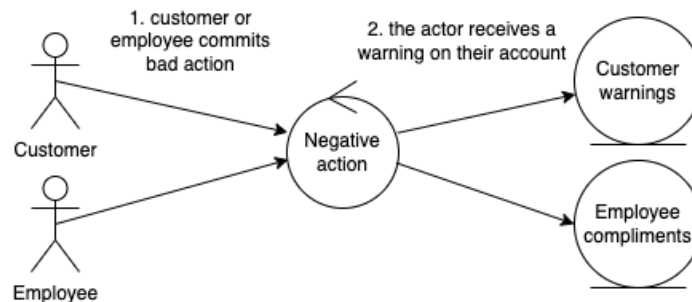 1. customer or
employee commits
bad action
2. the actor receives a
warning on their account
Customer
warnings
Negative
action
Customer
Employee
compliments
Employee